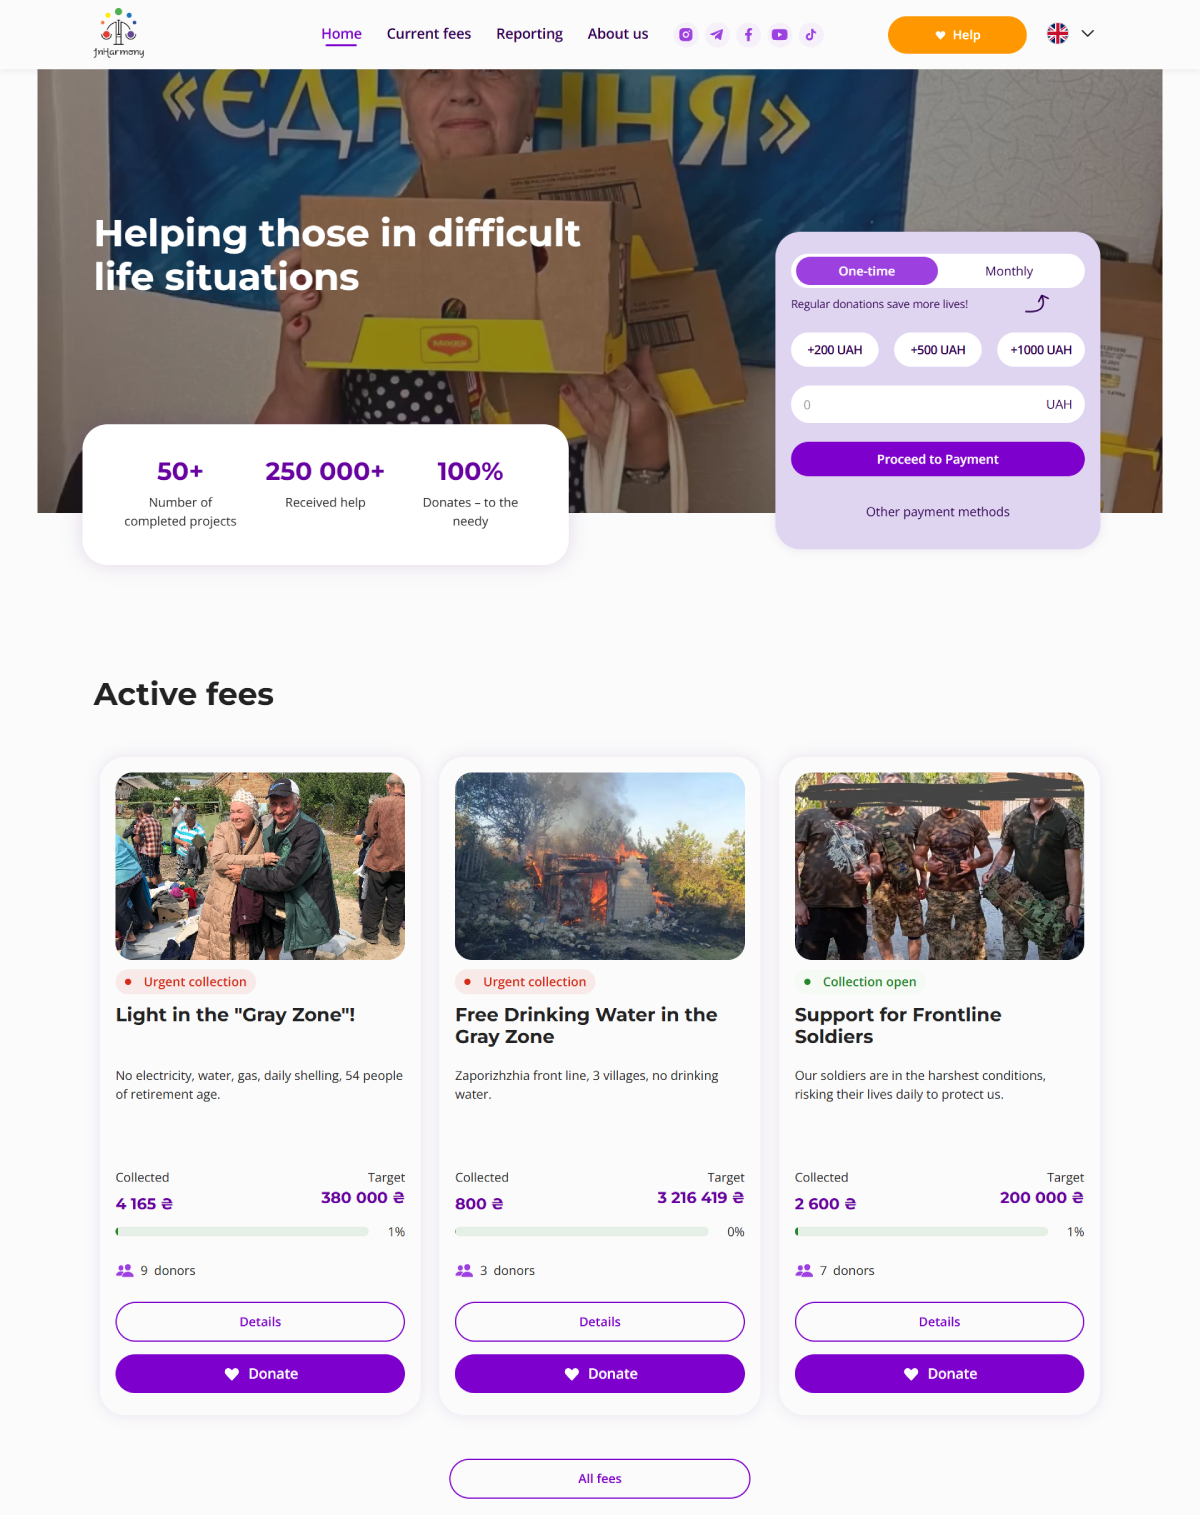 InHarmony
Home
Current fees
Reporting
About us
Help
«ЄДН
ННЯ»
Helping those in difficult
life situations
Maggi
One-time
Monthly
Regular donations save more lives!
+200 UAH
+500 UAH
+1000 UAH
0
UAH
Proceed to Payment
Other payment methods
50+
Number of
completed projects
250 000+
Received help
100%
Donates – to the
needy
Active fees
Urgent collection
Light in the "Gray Zone"!
No electricity, water, gas, daily shelling, 54 people
of retirement age.
Collected
Target
4 165 ₴
380 000 ₴
1%
9 donors
Details
Donate
Urgent collection
Free Drinking Water in the
Gray Zone
Zaporizhzhia front line, 3 villages, no drinking
water.
Collected
Target
800 ₴
3 216 419 ₴
0%
3 donors
Details
Donate
Collection open
Support for Frontline
Soldiers
Our soldiers are in the harshest conditions,
risking their lives daily to protect us.
Collected
Target
2 600 ₴
200 000 ₴
1%
7 donors
Details
Donate
All fees